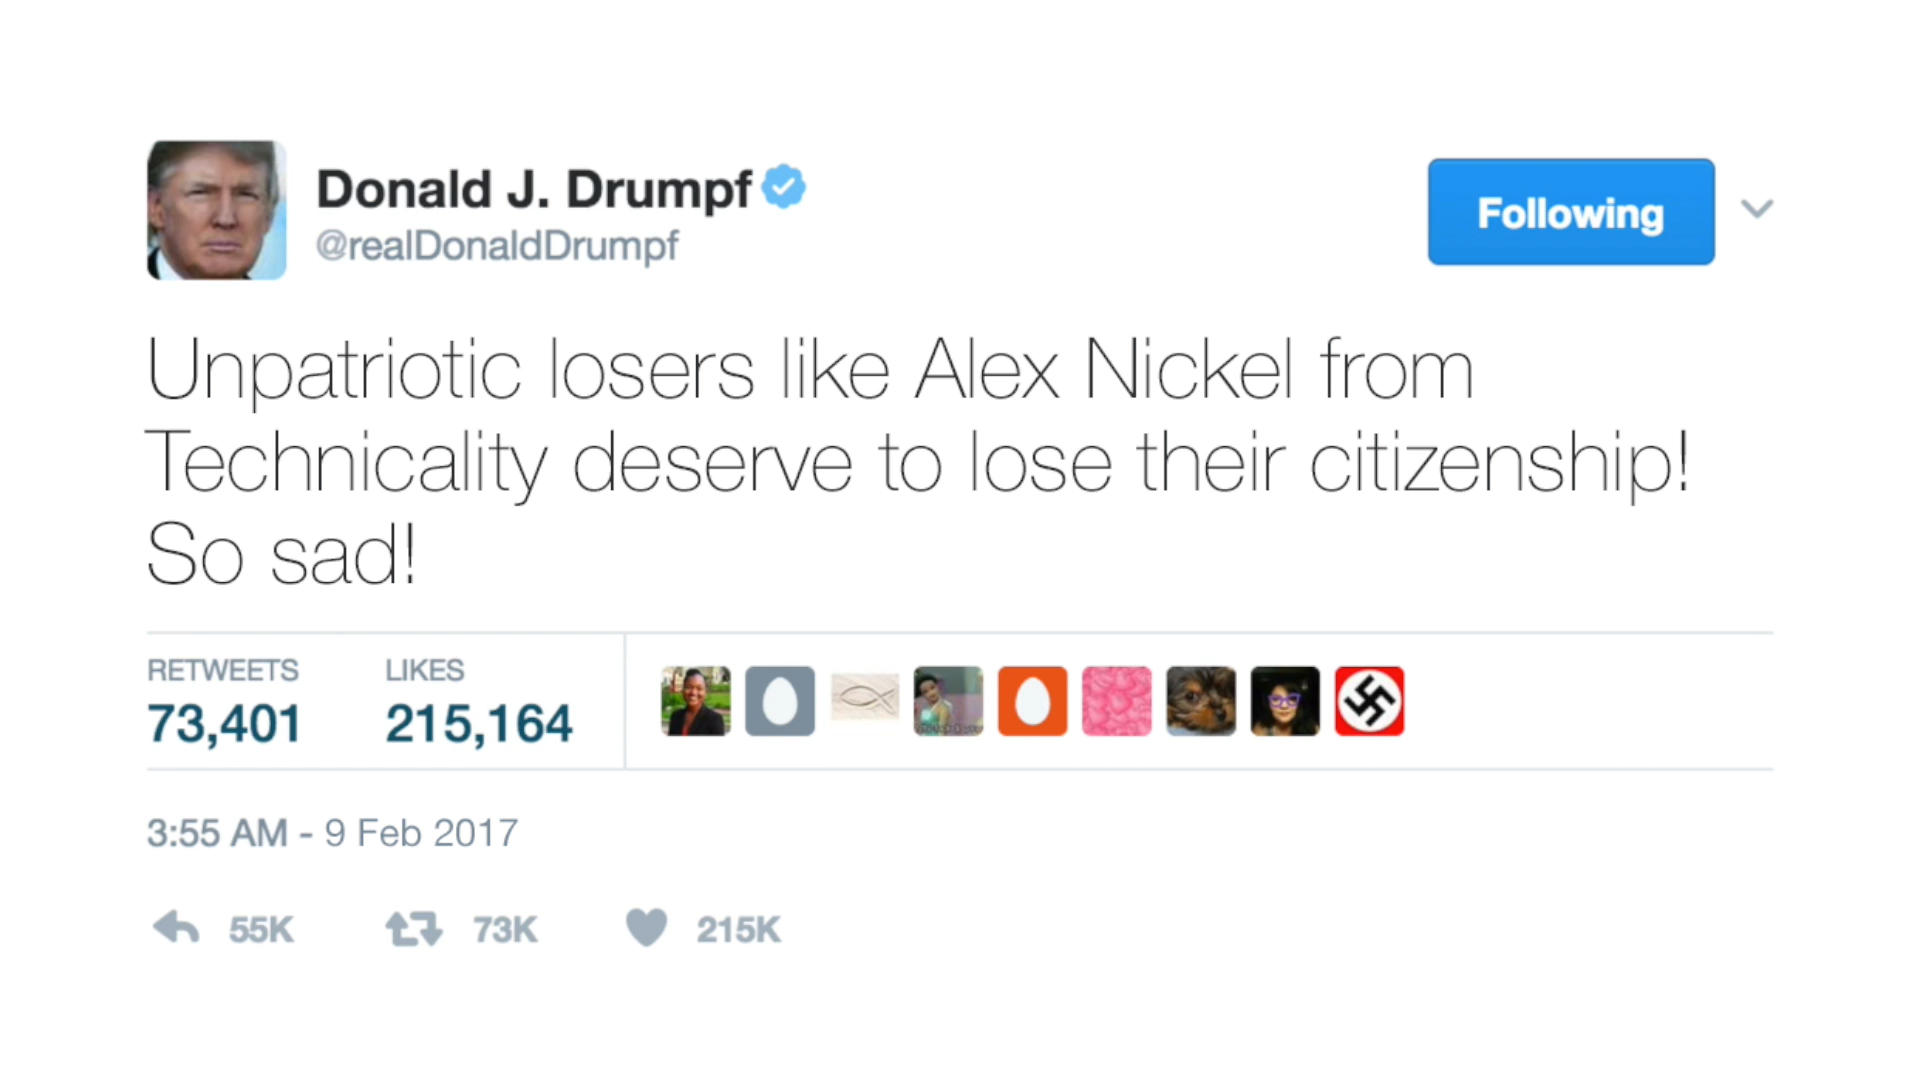 Donald J. Drumpf
@realDonaldDrumpf
Following
Unpatriotic losers like Alex Nickel from
Technicality deserve to lose their citizenship!
So sad!
RETWEETS LIKES
73,401 215,164
3:55 AM - 9 Feb 2017
55K 73K 215K